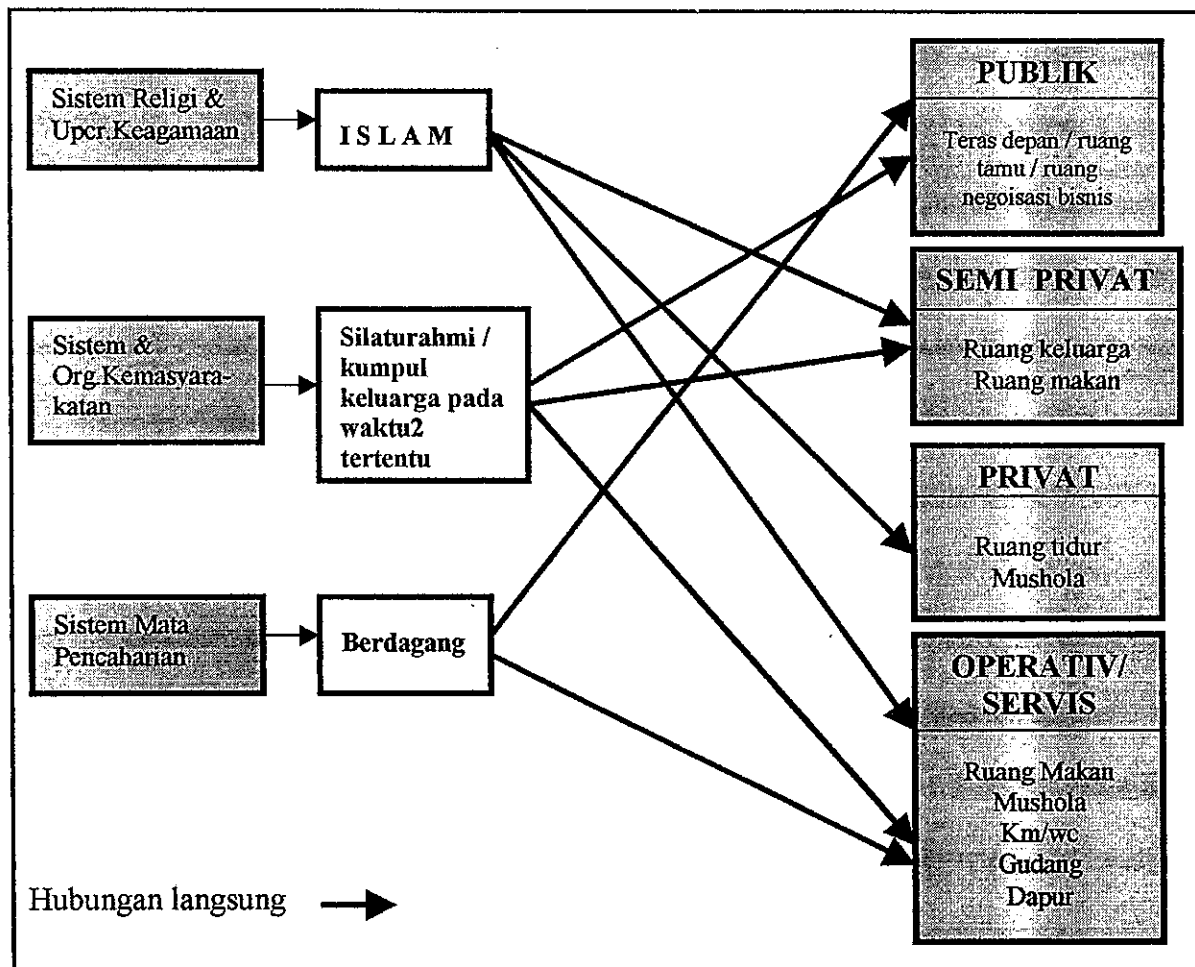 Sistem Religi &
Upcr.Keagamaan
I S L A M
Sistem &
Org.Kemasyara-
katan
Silaturahmi /
kumpul
keluarga pada
waktu2
tertentu
Sistem Mata
Pencaharian
Berdagang
PUBLIK
Teras depan / ruang
tamu / ruang
negoisasi bisnis
SEMI PRIVAT
Ruang keluarga
Ruang makan
PRIVAT
Ruang tidur
Mushola
OPERATIV/
SERVIS
Ruang Makan
Mushola
Km/wc
Gudang
Dapur
Hubungan langsung